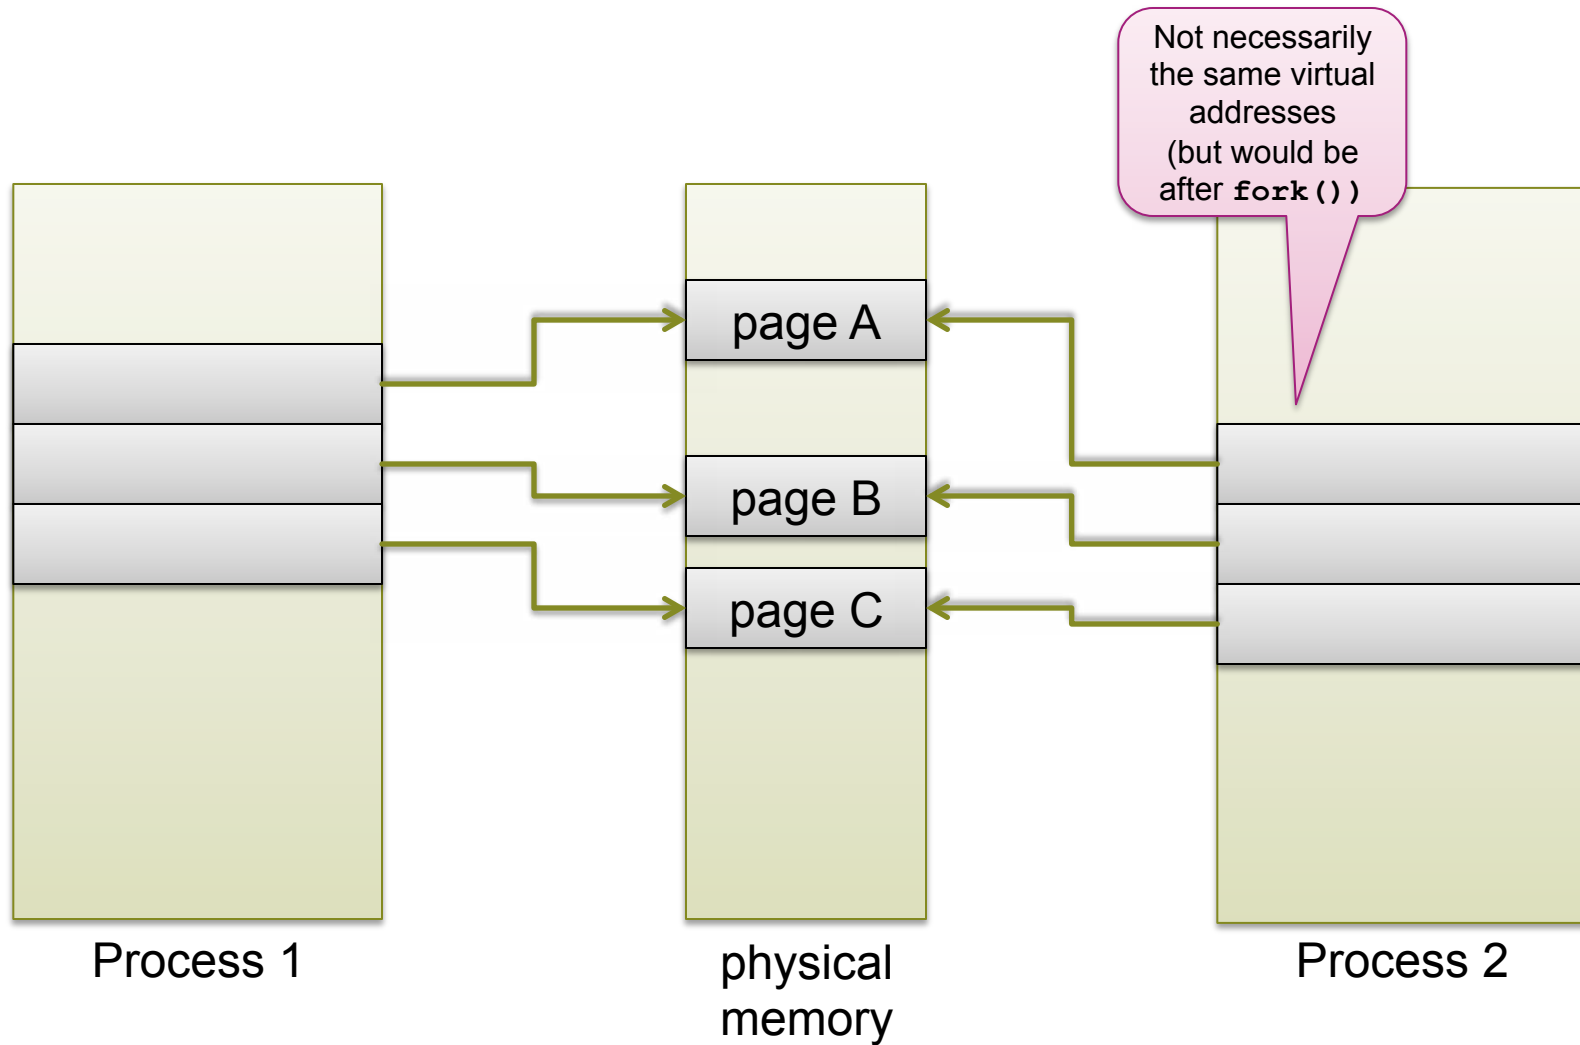 Not necessarily
the same virtual
addresses
(but would be
after fork())
page A
page B
page C
Process 1
physical
memory
Process 2